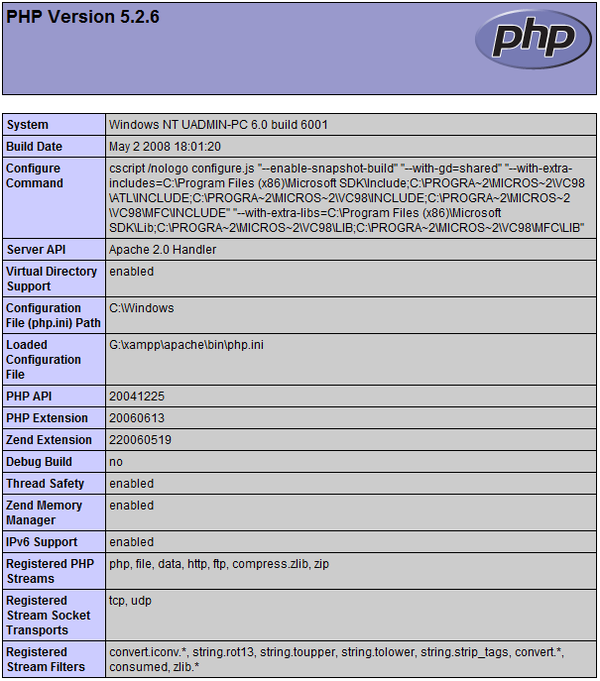 PHP Version 5.2.6
php
System Windows NT UADMIN-PC 6.0 build 6001
Build Date May 2 2008 18:01:20
Configure Command
cscript /nologo configure.js "--enable-snapshot-build" "--with-gd=shared" "--with-extra-
includes=C:\Program Files (x86)\Microsoft SDK\Include;C:\PROGRA~2\MICROS~2\VC98
\ATL\INCLUDE;C:\PROGRA~2\MICROS~2\VC98\INCLUDE;C:\PROGRA~2\MICROS~2
\VC98\MFC\INCLUDE" "--with-extra-libs=C:\Program Files (x86)\Microsoft
SDK\Lib;C:\PROGRA~2\MICROS~2\VC98\LIB;C:\PROGRA~2\MICROS~2\VC98\MFC\LIB"
Server API Apache 2.0 Handler
Virtual Directory
Support
enabled
Configuration
File (php.ini) Path
C:\Windows
Loaded
Configuration
File
G:\xampp\apache\bin\php.ini
PHP API 20041225
PHP Extension 20060613
Zend Extension 220060519
Debug Build no
Thread Safety enabled
Zend Memory
Manager
enabled
IPv6 Support enabled
Registered PHP
Streams
php, file, data, http, ftp, compress.zlib, zip
Registered
Stream Socket
Transports
tcp, udp
Registered
Stream Filters
convert.iconv.*, string.rot13, string.toupper, string.tolower, string.strip_tags, convert.*,
consumed, zlib.*